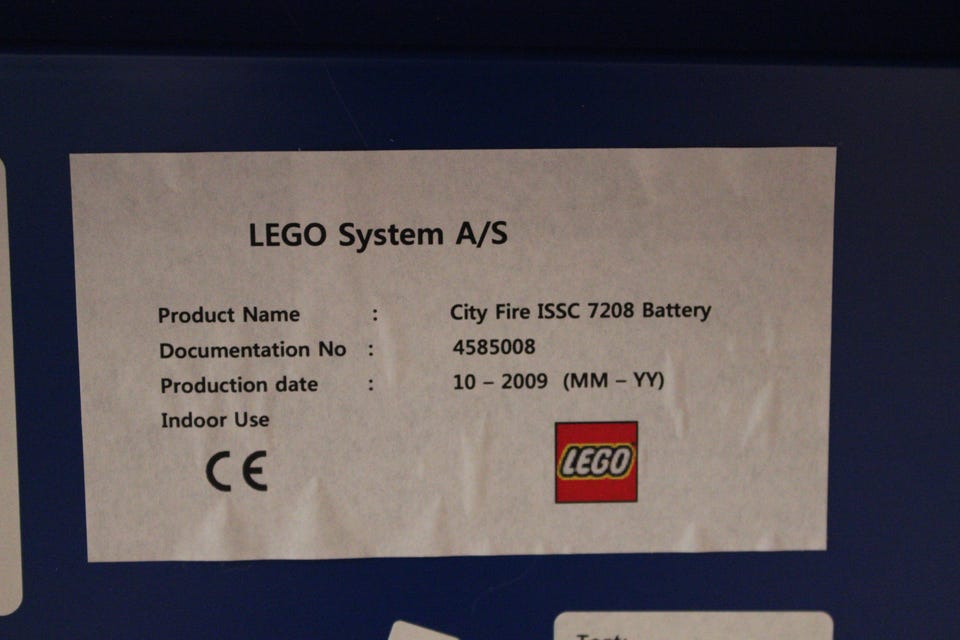 LEGO System A/S
Product Name : City Fire ISSC 7208 Battery
Documentation No : 4585008
Production date : 10 – 2009 (MM – YY)
Indoor Use
CE
LEGO